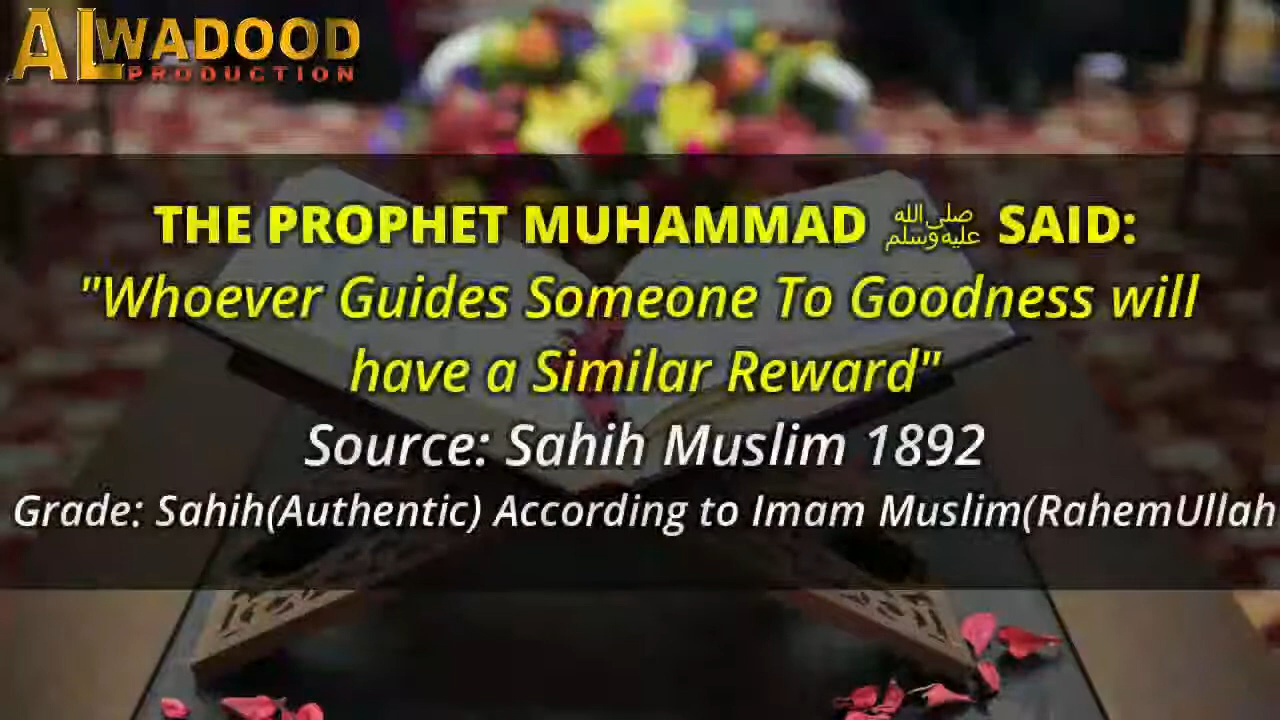 ALWADOOD
PRODUCTION
THE PROPHET MUHAMMAD ﷺ SAID:
"Whoever Guides Someone To Goodness will
have a Similar Reward"
Source: Sahih Muslim 1892
Grade: Sahih(Authentic) According to Imam Muslim(RahemUllah